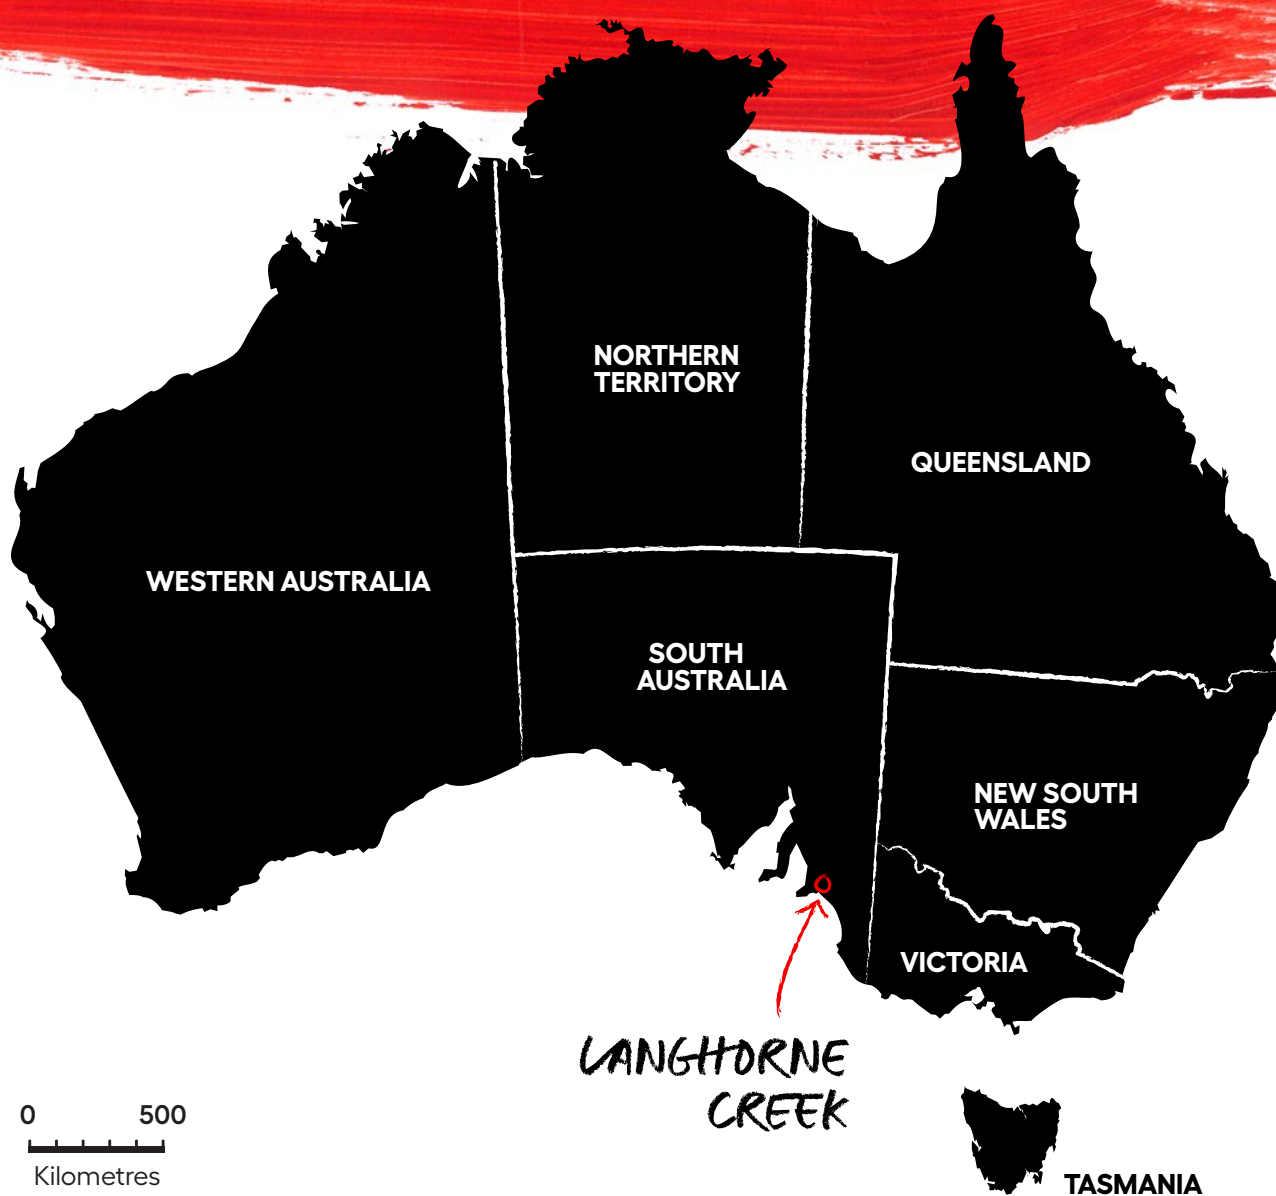 NORTHERN
TERRITORY
QUEENSLAND
WESTERN AUSTRALIA
SOUTH
AUSTRALIA
NEW SOUTH
WALES
VICTORIA
LANGHORNE
CREEK
0 500
Kilometres
TASMANIA